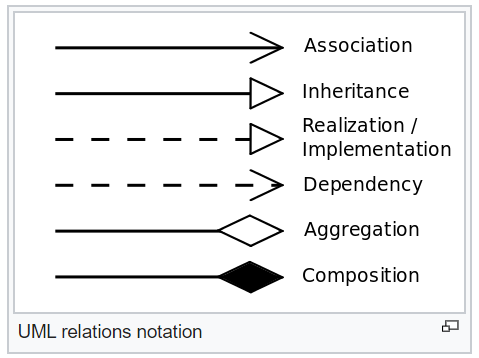 Association
Inheritance
Realization /
Implementation
Dependency
Aggregation
Composition
UML relations notation